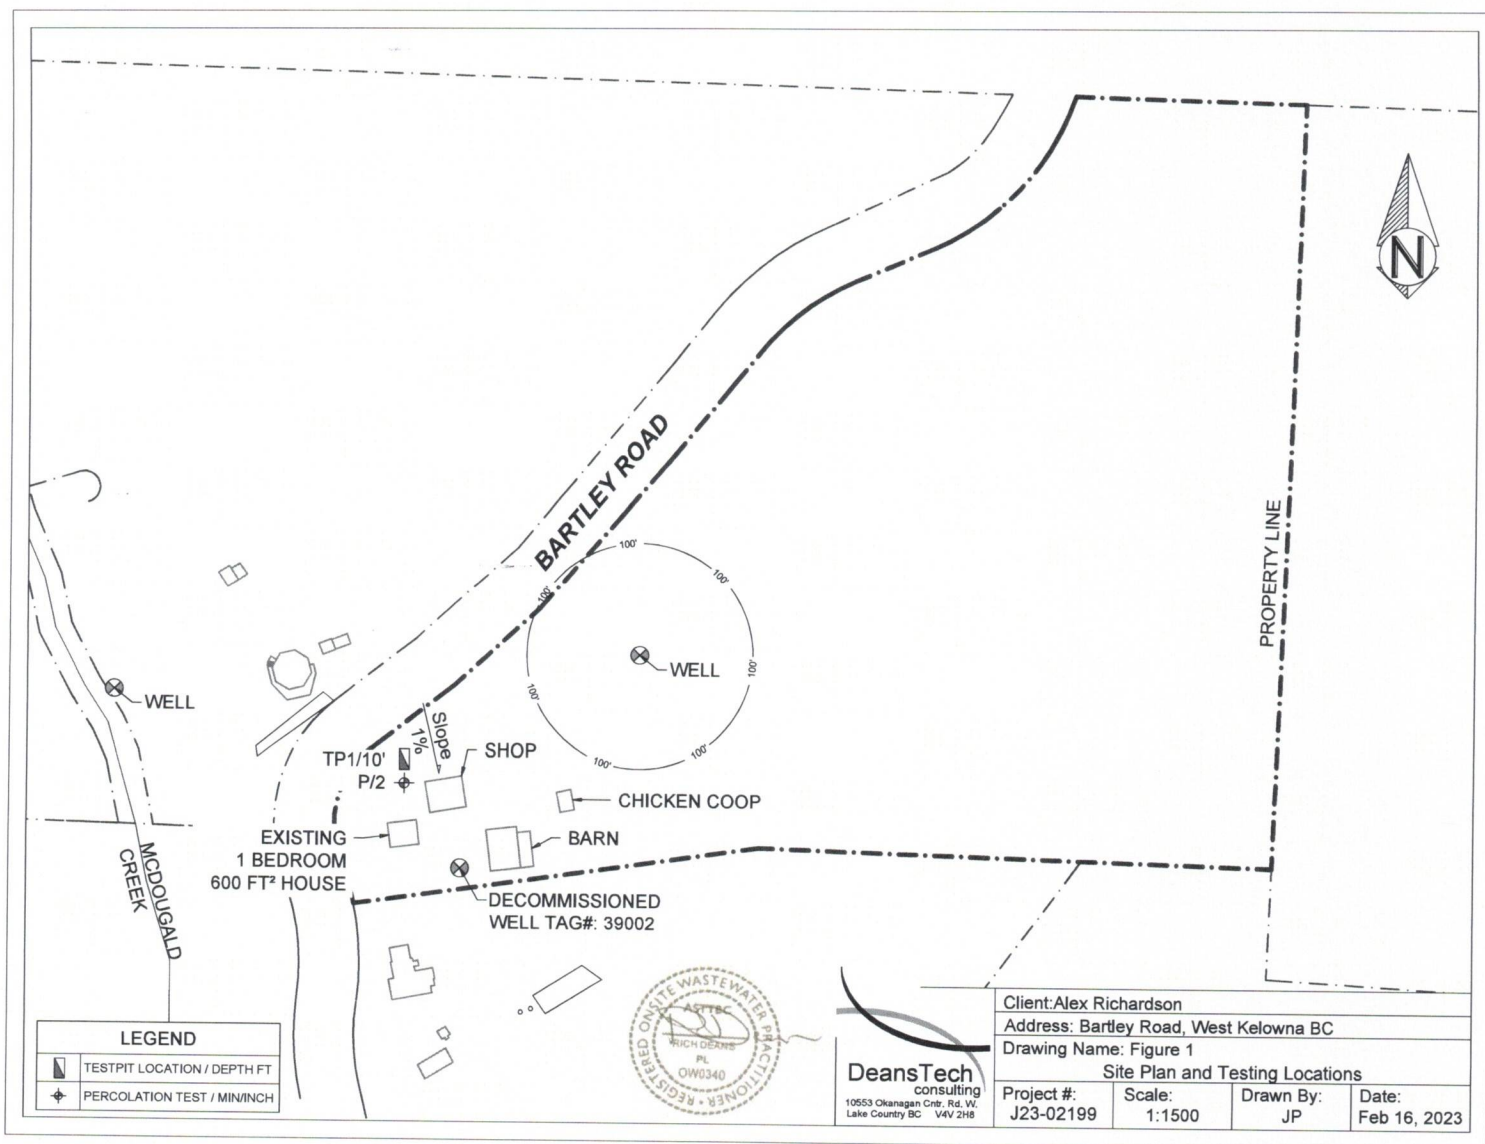 N
BARTLEY ROAD
100'
100'
100'
PROPERTY LINE
WELL
100'
100'
WELL
Slope
1%
100'
100'
SHOP
TP1/10'
P/2
CHICKEN COOP
EXISTING
1 BEDROOM
600 FT² HOUSE
BARN
MCDOUGALD
CREEK
DECOMMISSIONED
WELL TAG#: 39002
REGISTERED ONSITE WASTEWATER PRACTITIONER
ASTTBC
RICH DEANS
PL
OW0340
LEGEND
TESTPIT LOCATION / DEPTH FT
PERCOLATION TEST / MIN/INCH
DeansTech
consulting
10553 Okanagan Cntr. Rd. W.
Lake Country BC V4V 2H8
Client:Alex Richardson
Address: Bartley Road, West Kelowna BC
Drawing Name: Figure 1
Site Plan and Testing Locations
Project #:
J23-02199
Scale:
1:1500
Drawn By:
JP
Date:
Feb 16, 2023